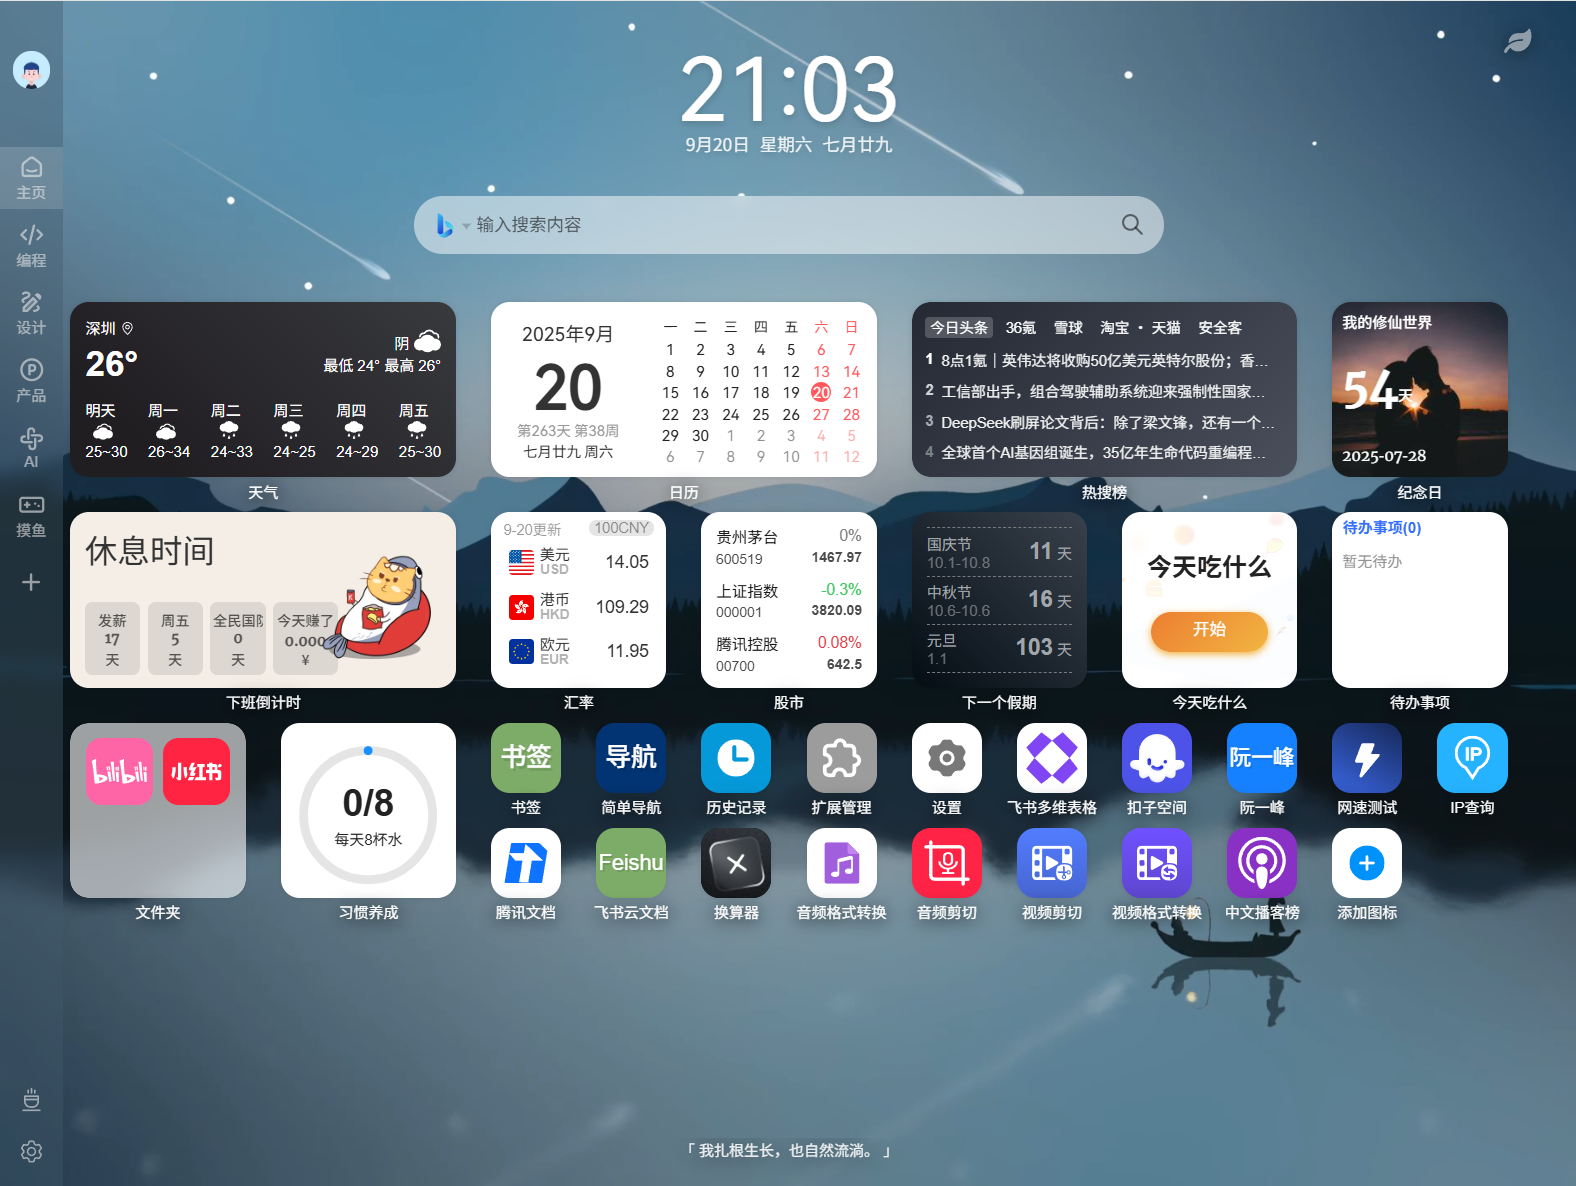 21:03
9月20日 星期六 七月廿九
主页
编程
设计
产品
AI
摸鱼
输入搜索内容
深圳
26°
阴
最低 24° 最高 26°
明天 周一 周二 周三 周四 周五
25~30 26~34 24~33 24~25 24~29 25~30
天气
2025年9月
20
第263天 第38周
七月廿九 周六
一 二 三 四 五 六 日
1 2 3 4 5 6 7
8 9 10 11 12 13 14
15 16 17 18 19 20 21
22 23 24 25 26 27 28
29 30 1 2 3 4 5
6 7 8 9 10 11 12
日历
今日头条 36氪 雪球 淘宝 · 天猫 安全客
1 8点1氪｜英伟达将收购50亿美元英特尔股份；香...
2 工信部出手，组合驾驶辅助系统迎来强制性国家...
3 DeepSeek刷屏论文背后：除了梁文锋，还有一个...
4 全球首个AI基因组诞生，35亿年生命代码重编程...
热搜榜
我的修仙世界
54天
2025-07-28
纪念日
休息时间
发薪 周五 全民国防 今天赚了
17 5 0 0.000
天 天 天 ¥
下班倒计时
9-20更新 100CNY
美元 USD 14.05
港币 HKD 109.29
欧元 EUR 11.95
汇率
贵州茅台 0%
600519 1467.97
上证指数 -0.3%
000001 3820.09
腾讯控股 0.08%
00700 642.5
股市
国庆节 11 天
10.1-10.8
中秋节 16 天
10.6-10.6
元旦 103 天
1.1
下一个假期
今天吃什么
开始
今天吃什么
待办事项(0)
暂无待办
待办事项
bilibili 小红书
文件夹
0/8
每天8杯水
习惯养成
书签 导航 阮一峰 IP
书签 简单导航 历史记录 扩展管理 设置 飞书多维表格 扣子空间 阮一峰 网速测试 IP查询
Feishu
腾讯文档 飞书云文档 换算器 音频格式转换 音频剪切 视频剪切 视频格式转换 中文播客榜 添加图标
「 我扎根生长，也自然流淌。 」